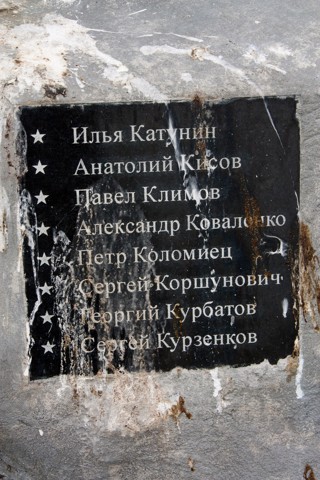 Илья Катунин
Анатолий Кисов
Павел Климов
Александр Коваленко
Петр Коломиец
Сергей Коршунович
Георгий Курбатов
Сергей Курзенков